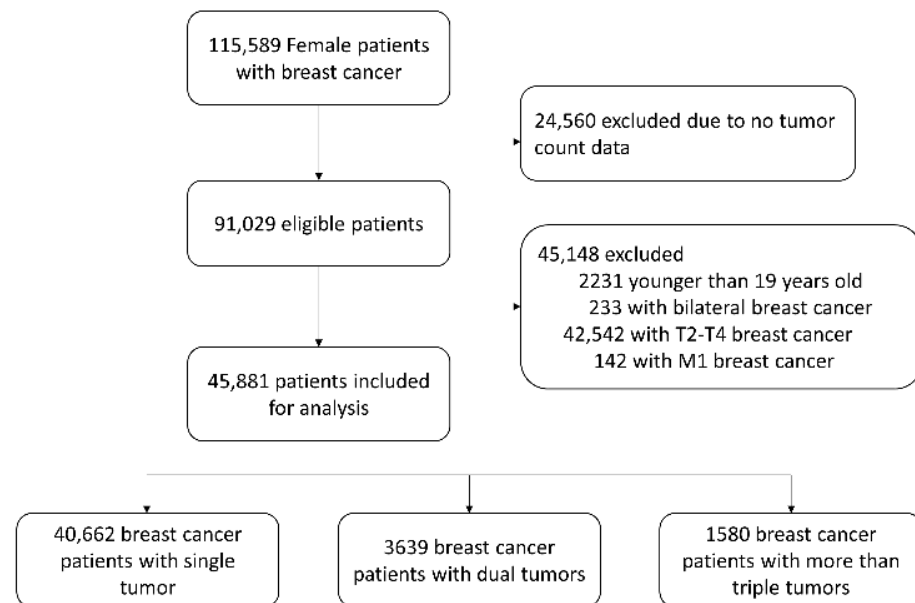 115,589 Female patients
with breast cancer
24,560 excluded due to no tumor
count data
91,029 eligible patients
45,148 excluded
2231 younger than 19 years old
233 with bilateral breast cancer
42,542 with T2-T4 breast cancer
142 with M1 breast cancer
45,881 patients included
for analysis
40,662 breast cancer
patients with single
tumor
3639 breast cancer
patients with dual tumors
1580 breast cancer
patients with more than
triple tumors